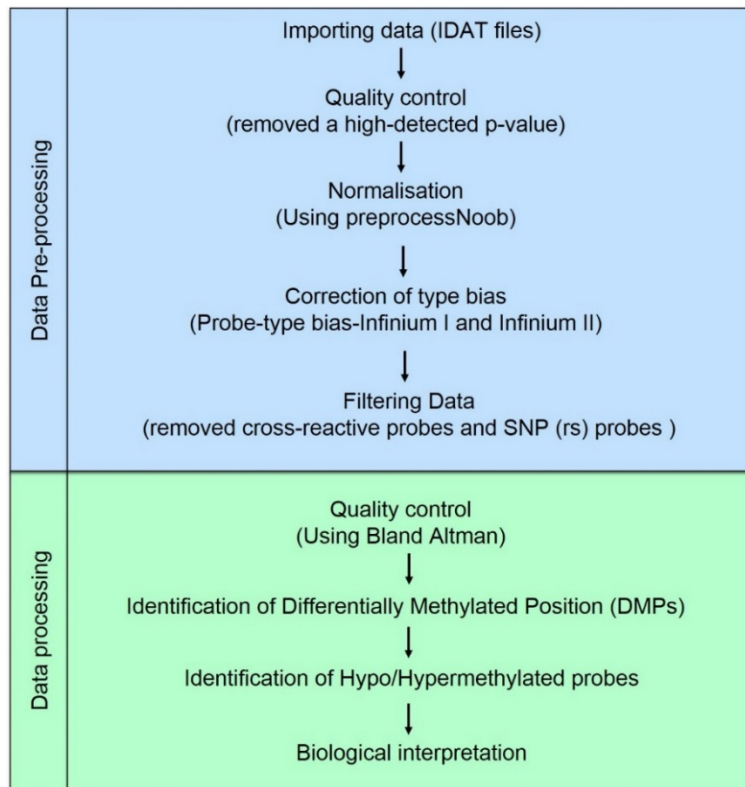 Data Pre-processing
Importing data (IDAT files)
Quality control
(removed a high-detected p-value)
Normalisation
(Using preprocessNoob)
Correction of type bias
(Probe-type bias-Infinium I and Infinium II)
Filtering Data
(removed cross-reactive probes and SNP (rs) probes )
Data processing
Quality control
(Using Bland Altman)
Identification of Differentially Methylated Position (DMPs)
Identification of Hypo/Hypermethylated probes
Biological interpretation